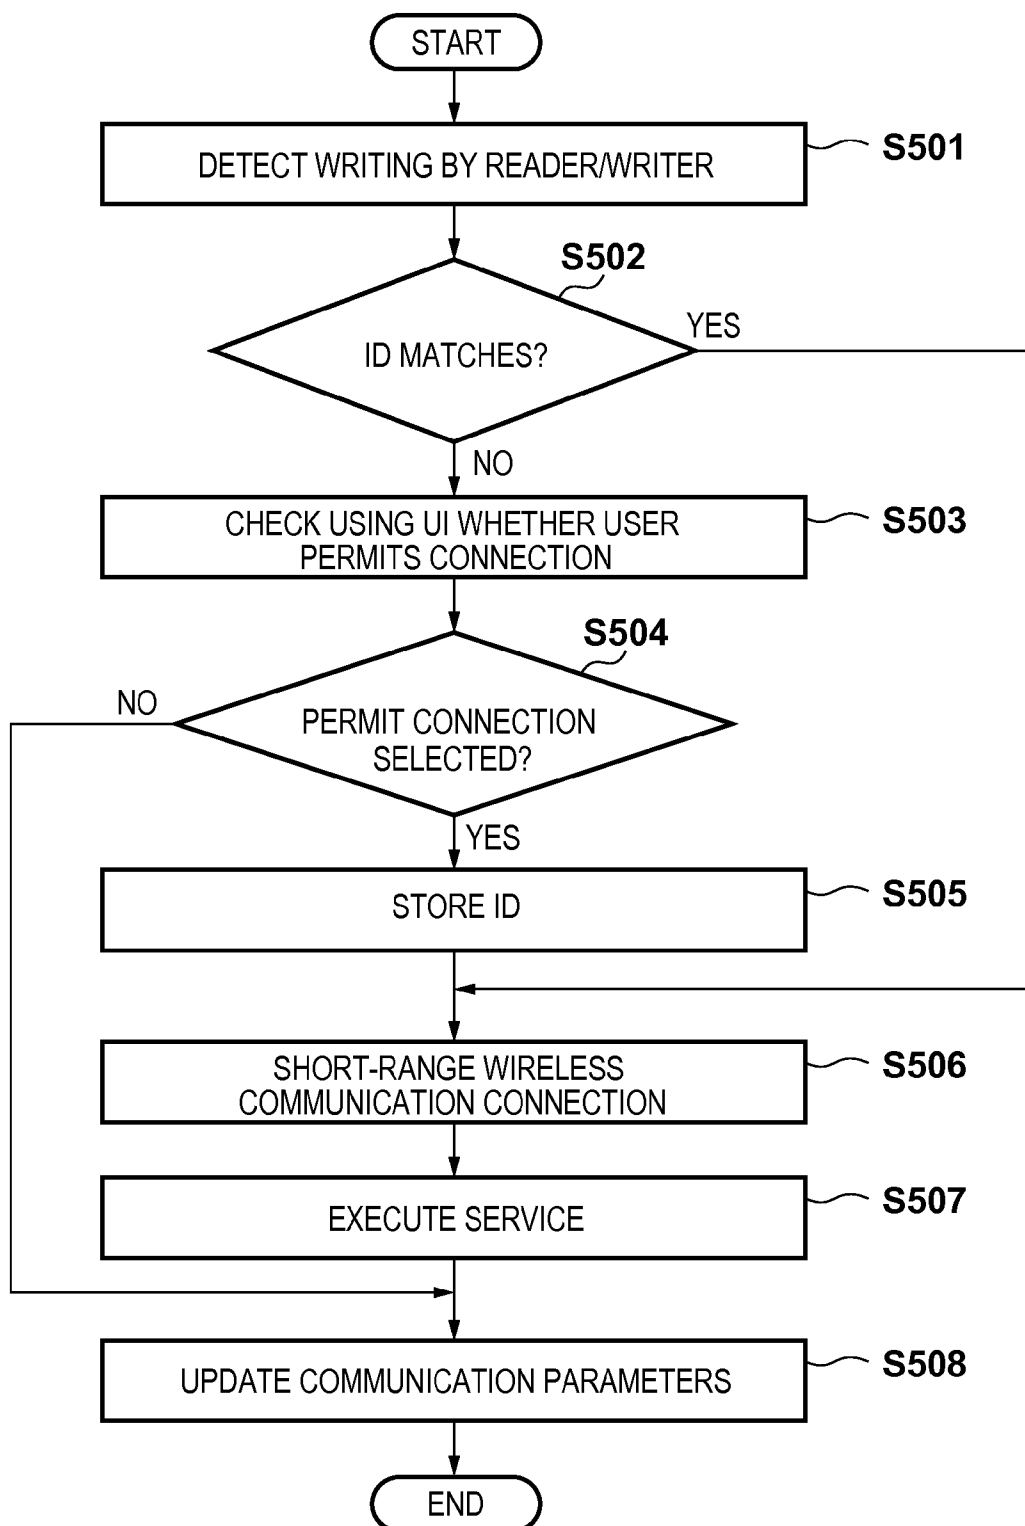 START
DETECT WRITING BY READER/WRITER
S501
S502
ID MATCHES?
YES
NO
CHECK USING UI WHETHER USER
PERMITS CONNECTION
S503
S504
NO
PERMIT CONNECTION
SELECTED?
YES
STORE ID
S505
SHORT-RANGE WIRELESS
COMMUNICATION CONNECTION
S506
EXECUTE SERVICE
S507
UPDATE COMMUNICATION PARAMETERS
S508
END